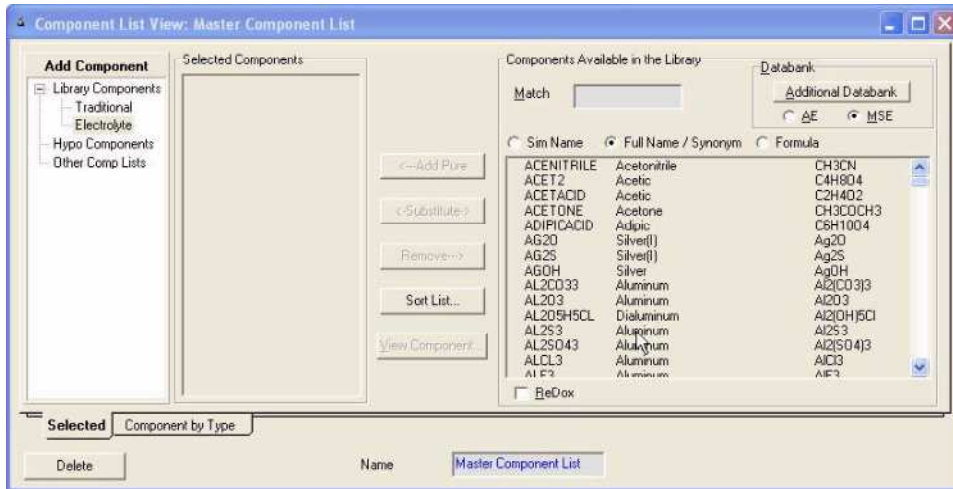 Component List View: Master Component List
Add Component
Library Components
Traditional
Electrolyte
Hypo Components
Other Comp Lists
Selected Components
<---Add Pure
<-Substitute->
Remove--->
Sort List...
View Component...
Components Available in the Library
Match
Databank
Additional Databank
AE MSE
Sim Name Full Name / Synonym Formula
ACENITRILE Acetonitrile CH3CN
ACET2 Acetic C4H8O4
ACETACID Acetic C2H4O2
ACETONE Acetone CH3COCH3
ADIPICACID Adipic C6H10O4
AG2O Silver(I) Ag2O
AG2S Silver(I) Ag2S
AGOH Silver AgOH
AL2CO33 Aluminum Al2(CO3)3
AL2O3 Aluminum Al2O3
AL2O5H5CL Dialuminum Al2(OH)5Cl
AL2S3 Aluminum Al2S3
AL2SO43 Aluminum Al2(SO4)3
ALCL3 Aluminum AlCl3
ALF3 Aluminum AlF3
ReDox
Selected Component by Type
Delete Name Master Component List